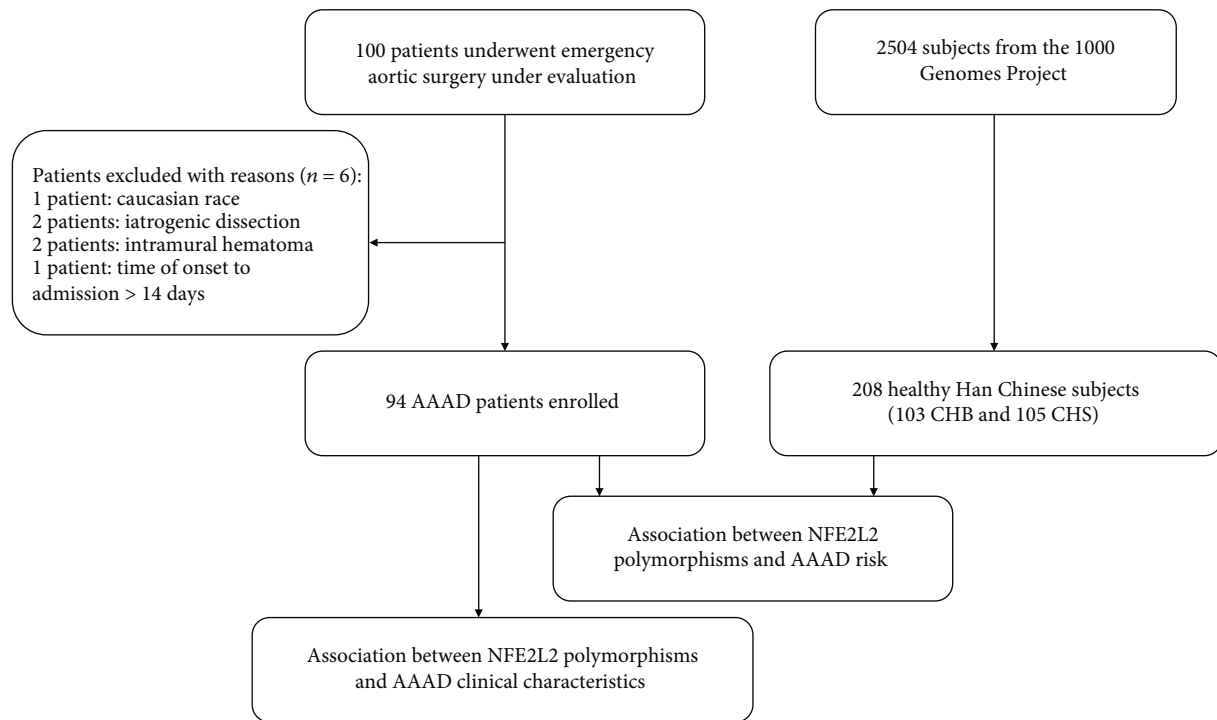 100 patients underwent emergency
aortic surgery under evaluation
2504 subjects from the 1000
Genomes Project
Patients excluded with reasons (n = 6):
1 patient: caucasian race
2 patients: iatrogenic dissection
2 patients: intramural hematoma
1 patient: time of onset to
admission > 14 days
94 AAAD patients enrolled
208 healthy Han Chinese subjects
(103 CHB and 105 CHS)
Association between NFE2L2
polymorphisms and AAAD risk
Association between NFE2L2 polymorphisms
and AAAD clinical characteristics